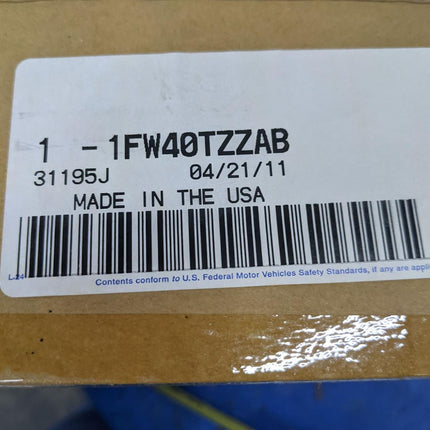 1 - 1FW40TZZAB
31195J 04/21/11
MADE IN THE USA
L-24
Contents conform to U.S. Federal Motor Vehicles Safety Standards, if any are